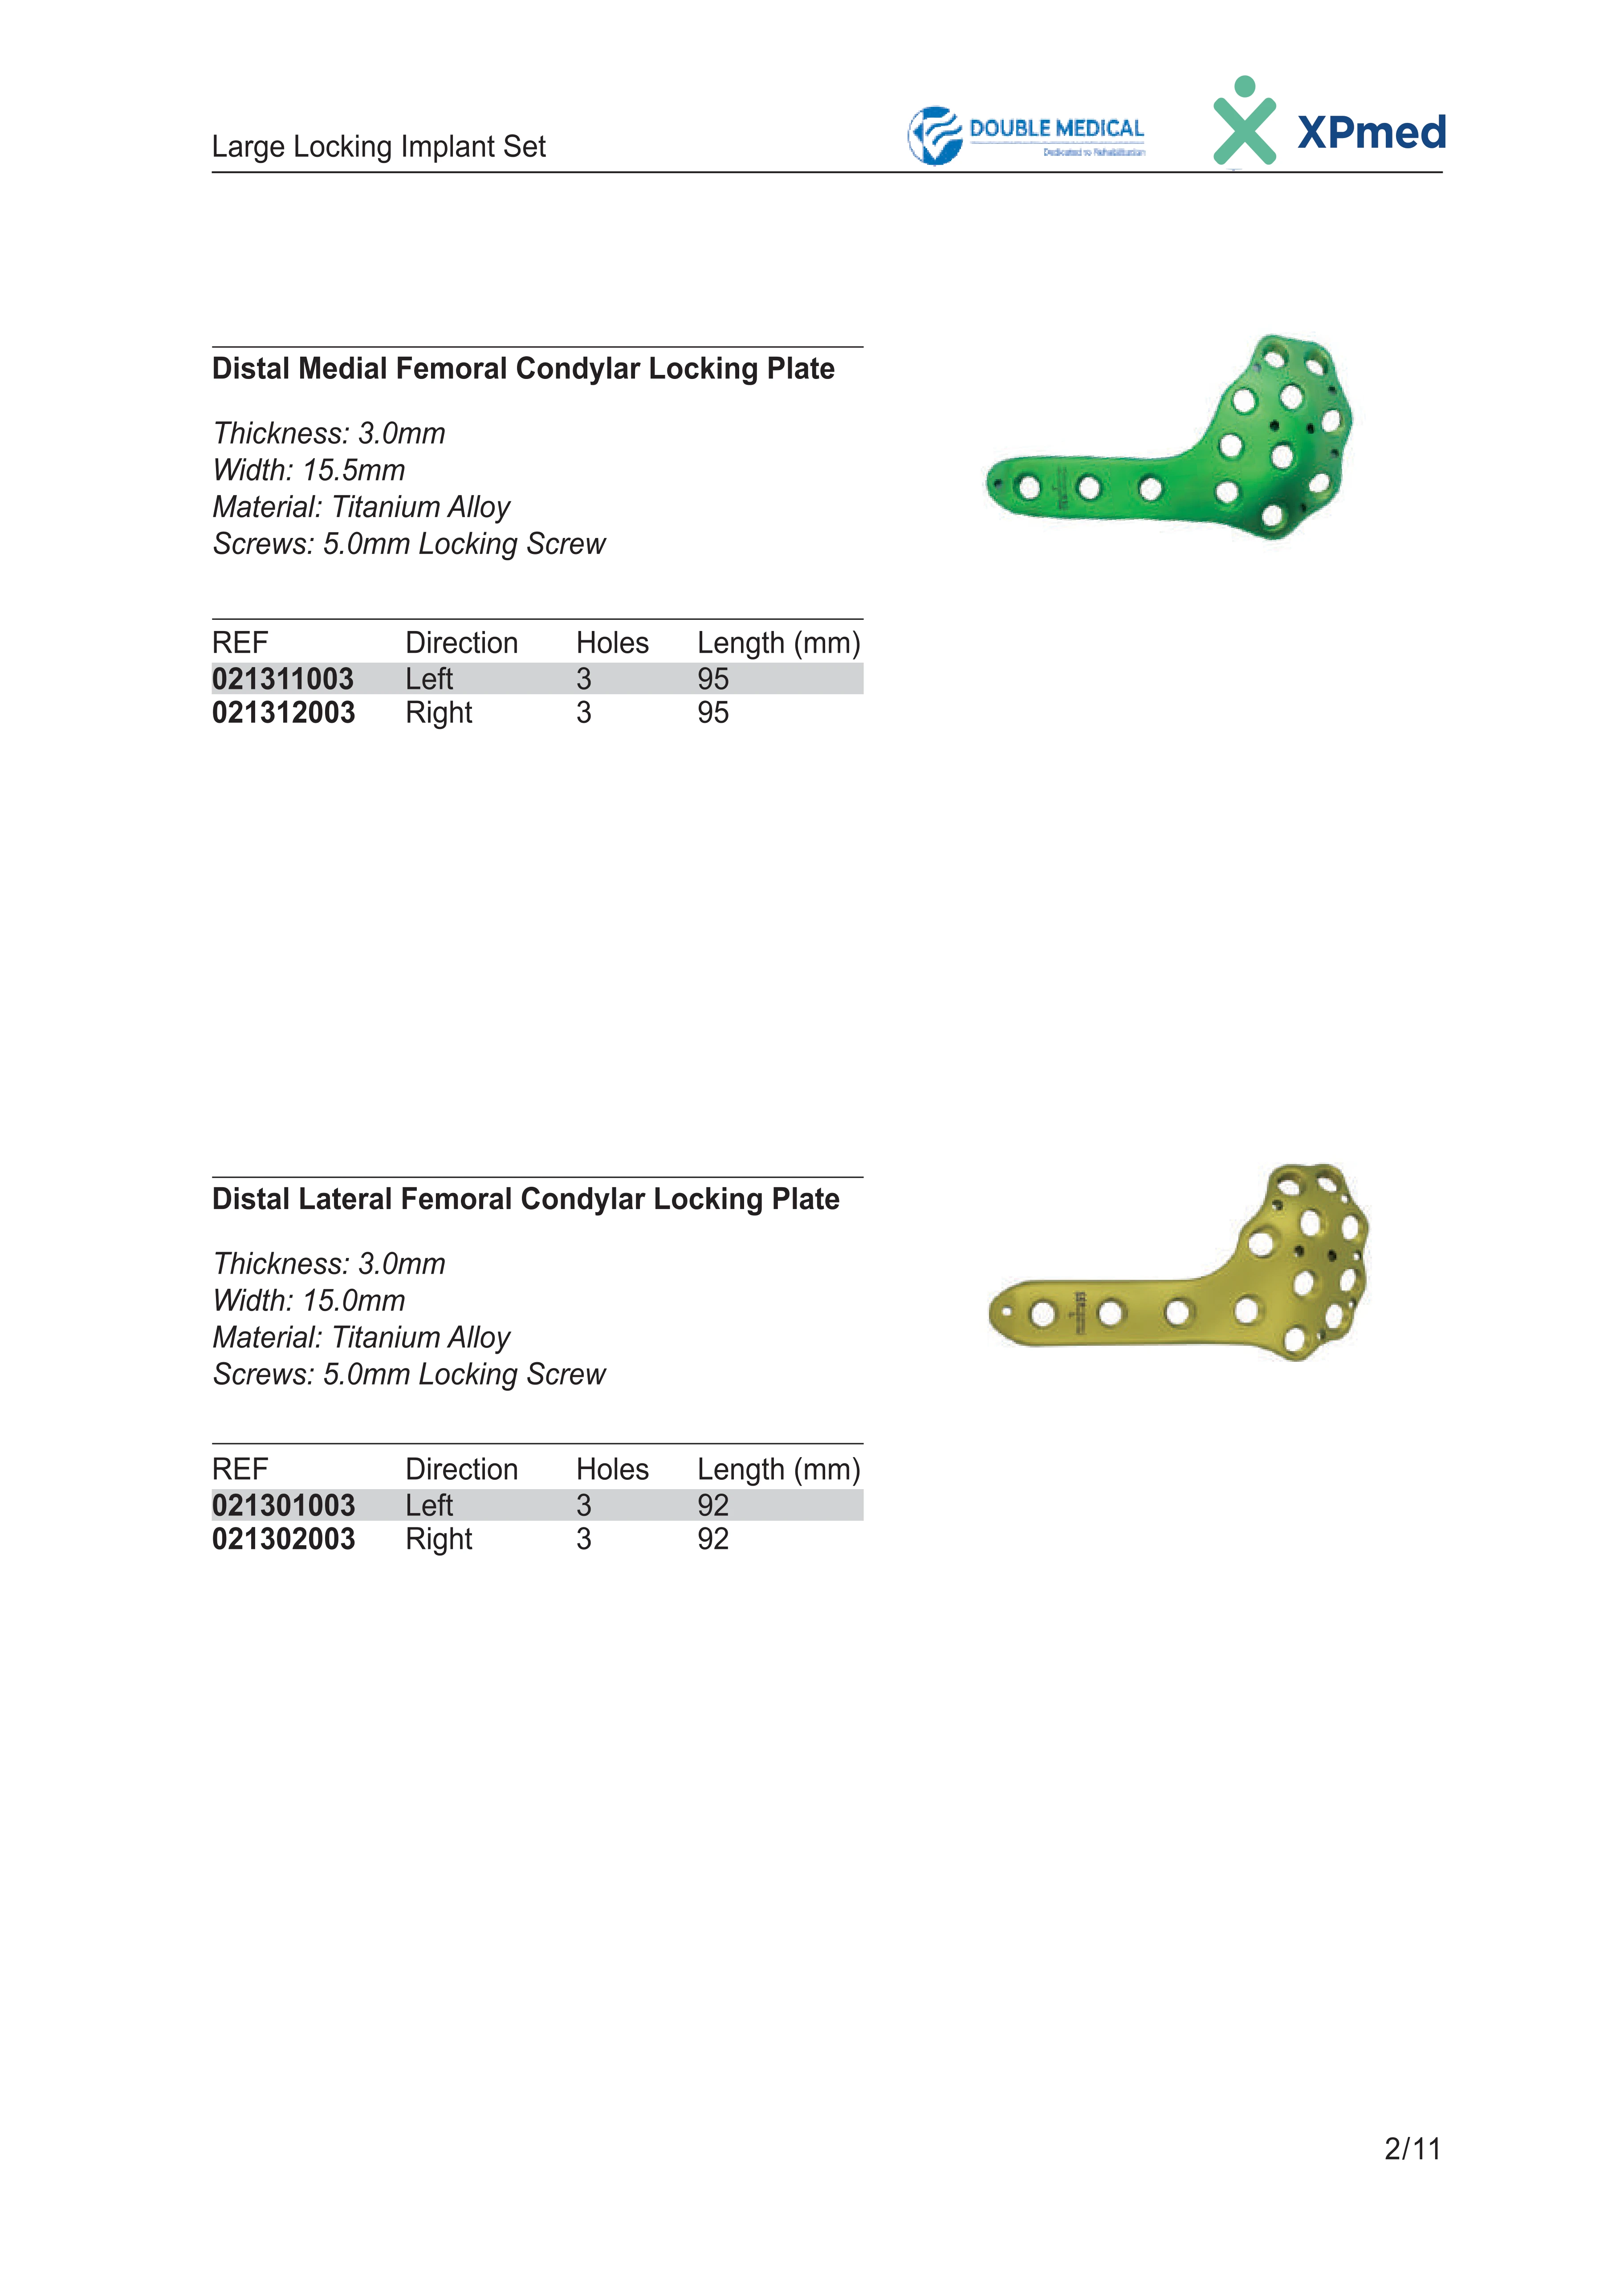 Large Locking Implant Set
DOUBLE MEDICAL
Dedicated to Rehabilitation
XPmed
Distal Medial Femoral Condylar Locking Plate
Thickness: 3.0mm
Width: 15.5mm
Material: Titanium Alloy
Screws: 5.0mm Locking Screw
REF Direction Holes Length (mm)
021311003 Left 3 95
021312003 Right 3 95
Distal Lateral Femoral Condylar Locking Plate
Thickness: 3.0mm
Width: 15.0mm
Material: Titanium Alloy
Screws: 5.0mm Locking Screw
REF Direction Holes Length (mm)
021301003 Left 3 92
021302003 Right 3 92
2/11